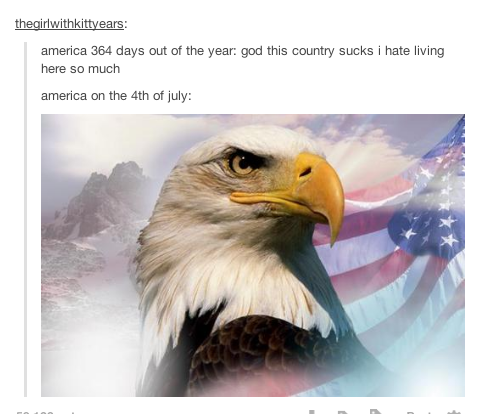 thegirlwithkittyears:
america 364 days out of the year: god this country sucks i hate living
here so much
america on the 4th of july: